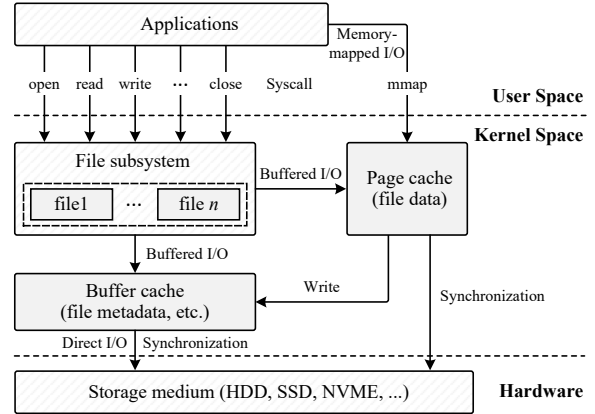 Applications
Memory-
mapped I/O
open read write ... close Syscall mmap
User Space
Kernel Space
File subsystem
file1 ... file n
Buffered I/O
Page cache
(file data)
Buffered I/O
Buffer cache
(file metadata, etc.)
Write
Synchronization
Direct I/O Synchronization
Storage medium (HDD, SSD, NVME, ...)
Hardware